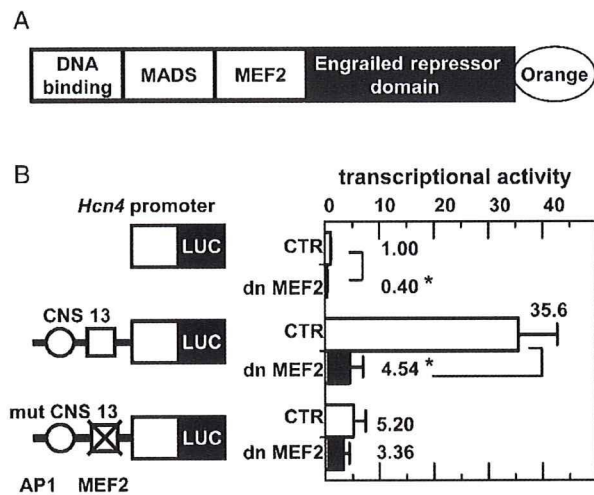 A
DNA binding
MADS
MEF2
Engrailed repressor domain
Orange
B
Hcn4 promoter
transcriptional activity
0 10 20 30 40
LUC
CTR 1.00
dn MEF2 0.40 *
CNS 13
LUC
CTR 35.6
dn MEF2 4.54 *
mut CNS 13
LUC
CTR 5.20
dn MEF2 3.36
AP1 MEF2